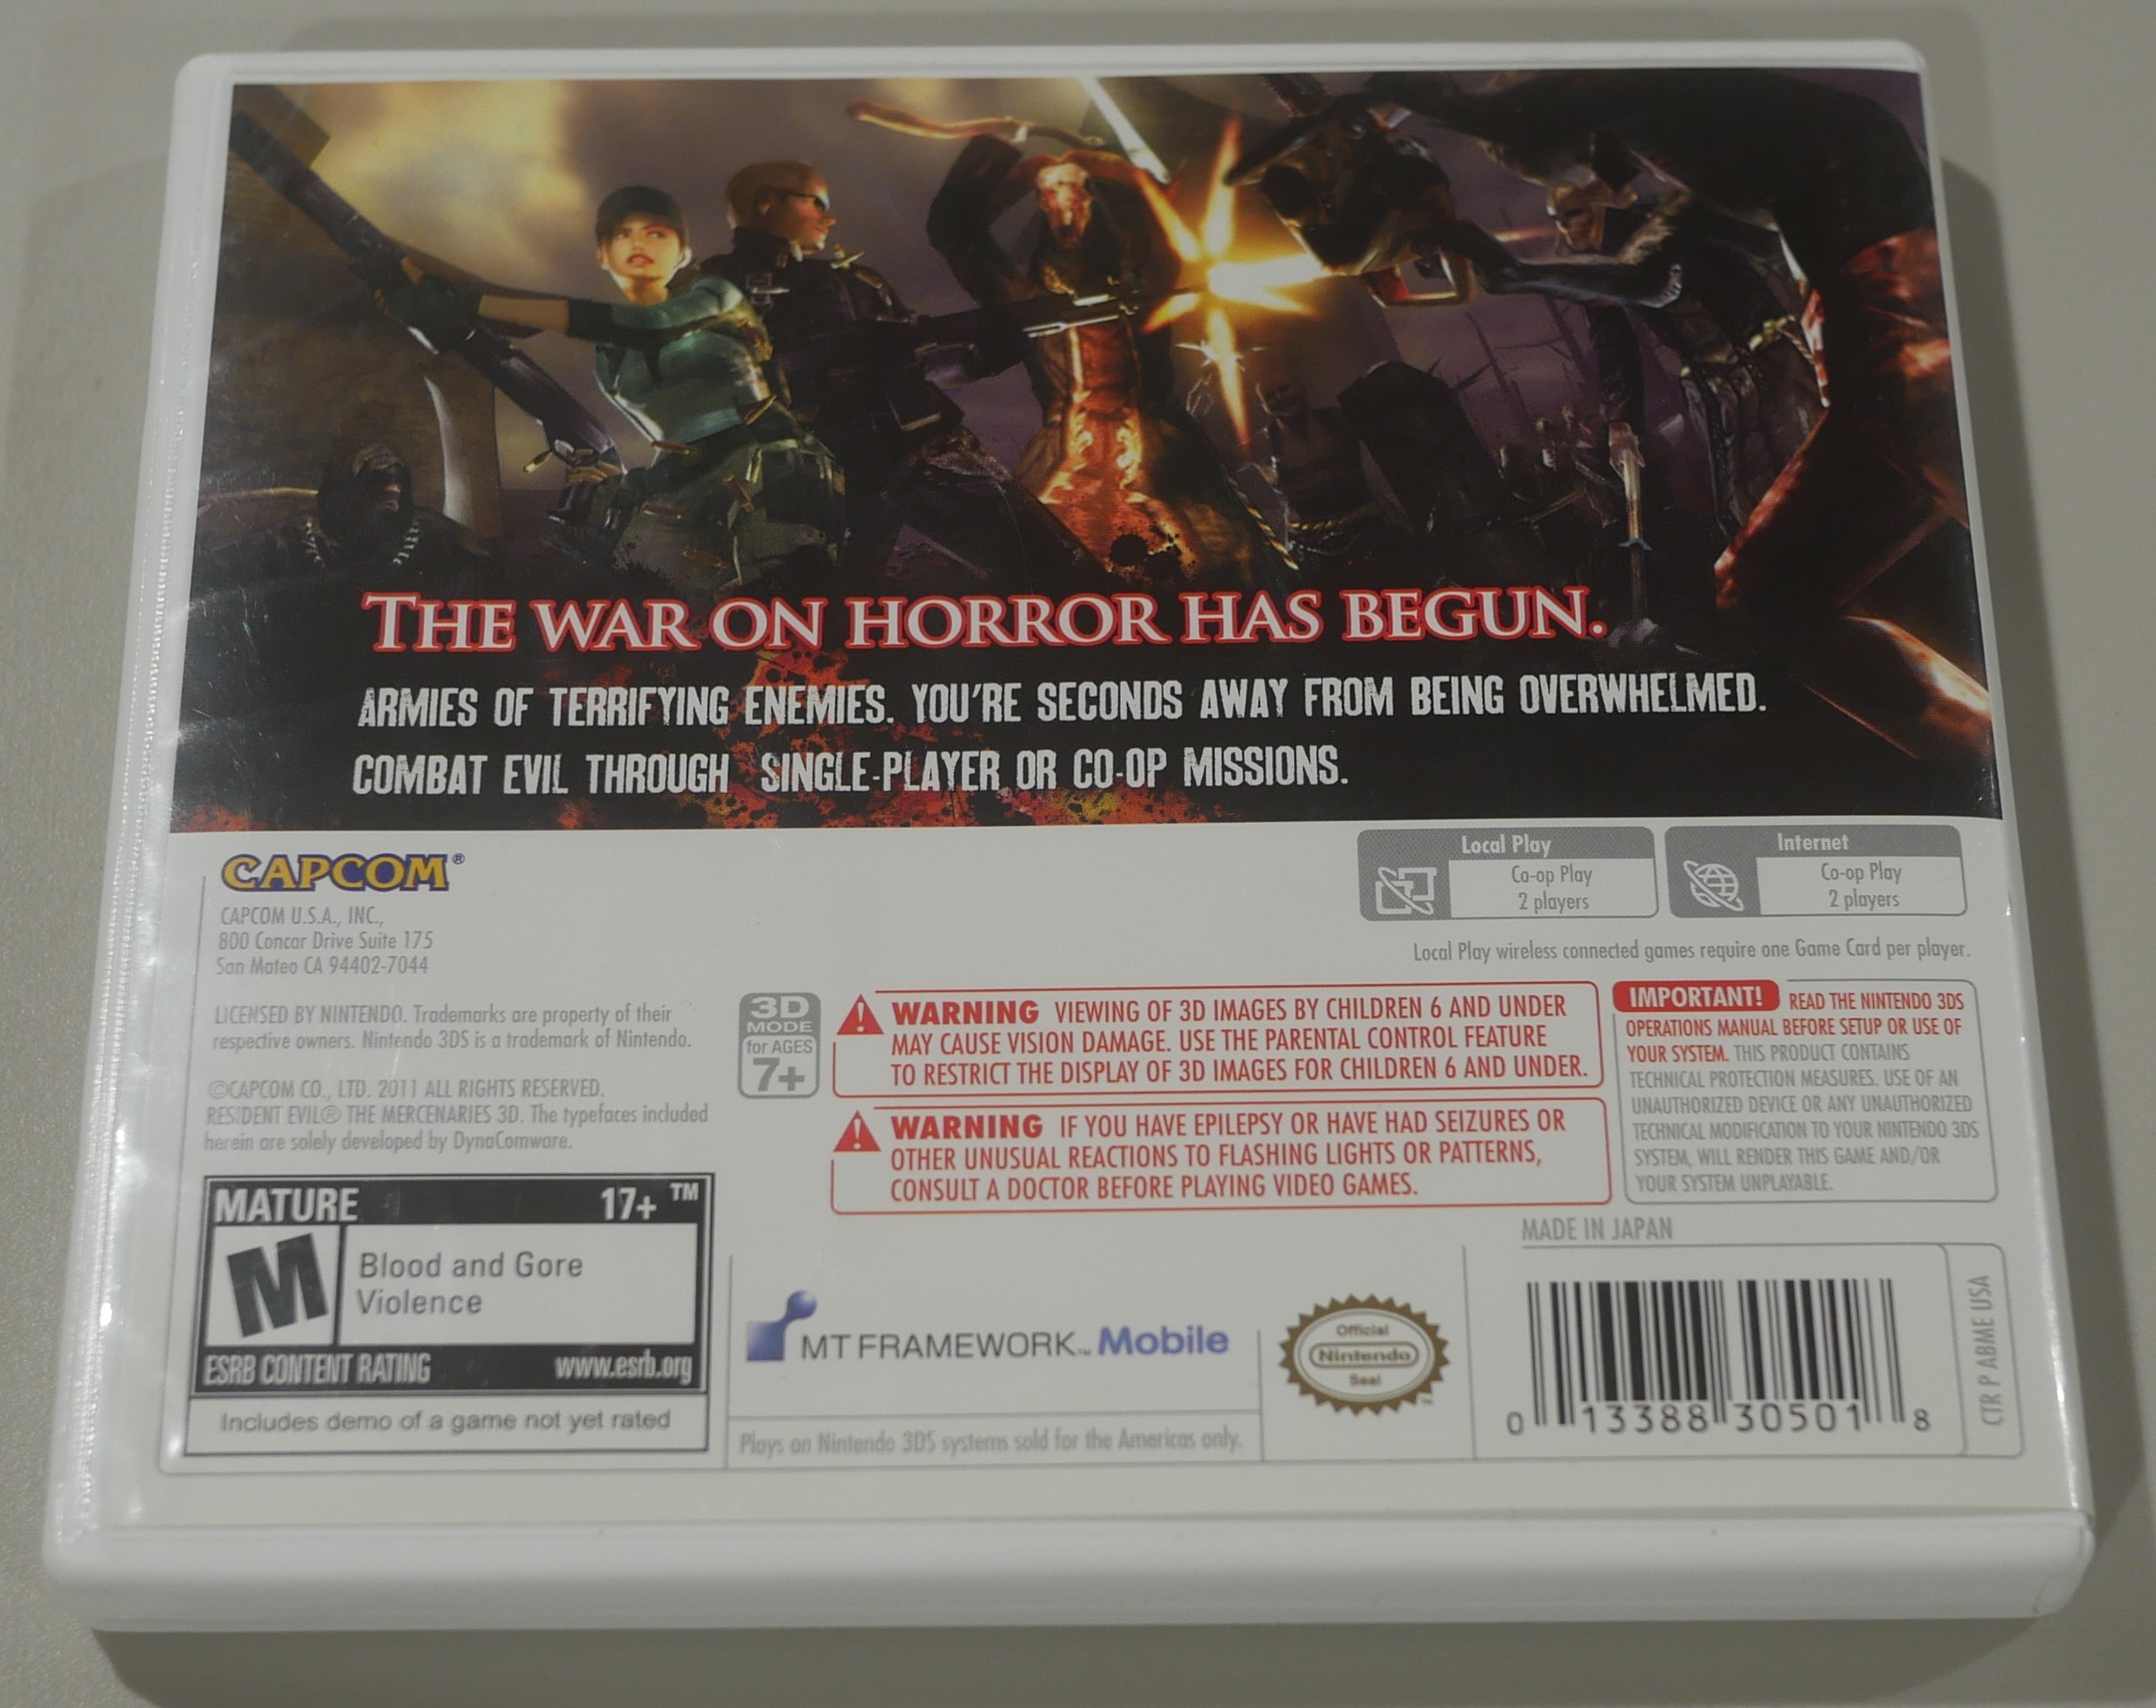 THE WAR ON HORROR HAS BEGUN.
ARMIES OF TERRIFYING ENEMIES. YOU'RE SECONDS AWAY FROM BEING OVERWHELMED.
COMBAT EVIL THROUGH SINGLE-PLAYER OR CO-OP MISSIONS.
CAPCOM®
CAPCOM U.S.A., INC.,
800 Concar Drive Suite 175
San Mateo CA 94402-7044
Local Play
Co-op Play
2 players
Internet
Co-op Play
2 players
Local Play wireless connected games require one Game Card per player.
LICENSED BY NINTENDO. Trademarks are property of their
respective owners. Nintendo 3DS is a trademark of Nintendo.
©CAPCOM CO., LTD. 2011 ALL RIGHTS RESERVED.
RESIDENT EVIL® THE MERCENARIES 3D. The typefaces included
herein are solely developed by DynaComware.
3D
MODE
for AGES
7+
WARNING VIEWING OF 3D IMAGES BY CHILDREN 6 AND UNDER
MAY CAUSE VISION DAMAGE. USE THE PARENTAL CONTROL FEATURE
TO RESTRICT THE DISPLAY OF 3D IMAGES FOR CHILDREN 6 AND UNDER.
WARNING IF YOU HAVE EPILEPSY OR HAVE HAD SEIZURES OR
OTHER UNUSUAL REACTIONS TO FLASHING LIGHTS OR PATTERNS,
CONSULT A DOCTOR BEFORE PLAYING VIDEO GAMES.
IMPORTANT! READ THE NINTENDO 3DS
OPERATIONS MANUAL BEFORE SETUP OR USE OF
YOUR SYSTEM. THIS PRODUCT CONTAINS
TECHNICAL PROTECTION MEASURES. USE OF AN
UNAUTHORIZED DEVICE OR ANY UNAUTHORIZED
TECHNICAL MODIFICATION TO YOUR NINTENDO 3DS
SYSTEM, WILL RENDER THIS GAME AND/OR
YOUR SYSTEM UNPLAYABLE.
MATURE 17+ ™
M
Blood and Gore
Violence
ESRB CONTENT RATING www.esrb.org
Includes demo of a game not yet rated
MT FRAMEWORK™ Mobile
Plays on Nintendo 3DS systems sold for the Americas only.
Official
Nintendo
Seal
™
MADE IN JAPAN
0 13388 30501 8
CTR P ABME USA